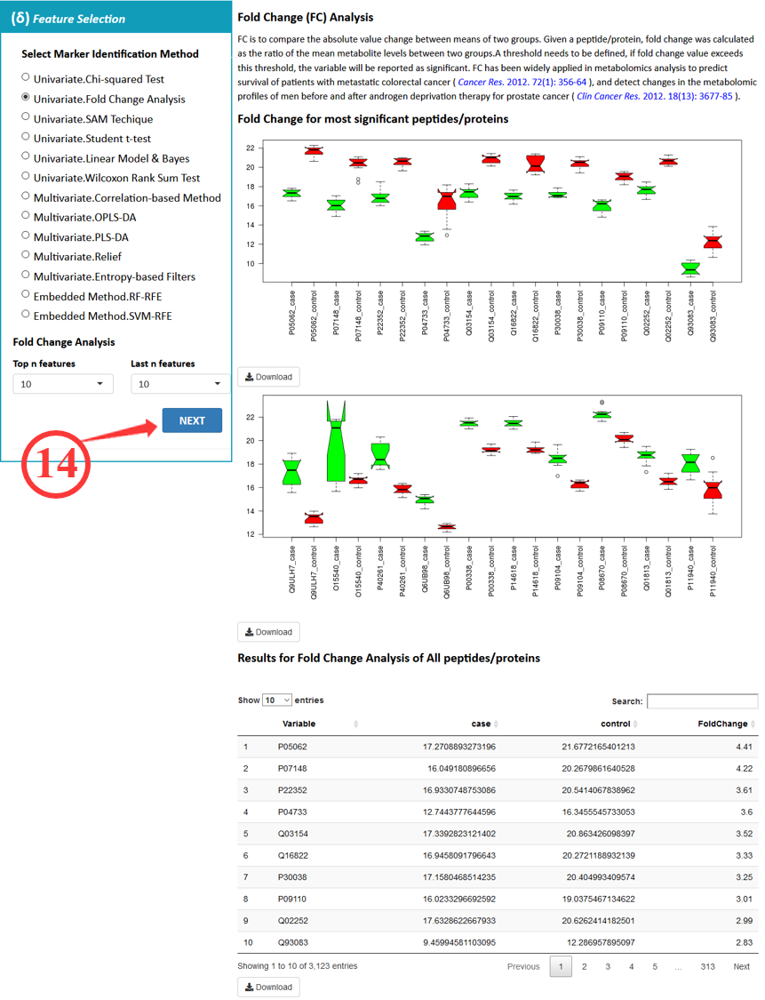 (δ) Feature Selection
Select Marker Identification Method
Univariate.Chi-squared Test
Univariate.Fold Change Analysis
Univariate.SAM Techique
Univariate.Student t-test
Univariate.Linear Model & Bayes
Univariate.Wilcoxon Rank Sum Test
Multivariate.Correlation-based Method
Multivariate.OPLS-DA
Multivariate.PLS-DA
Multivariate.Relief
Multivariate.Entropy-based Filters
Embedded Method.RF-RFE
Embedded Method.SVM-RFE
Fold Change Analysis
Top n features Last n features
10 10
NEXT
14
Fold Change (FC) Analysis
FC is to compare the absolute value change between means of two groups. Given a peptide/protein, fold change was calculated
as the ratio of the mean metabolite levels between two groups.A threshold needs to be defined, if fold change value exceeds
this threshold, the variable will be reported as significant. FC has been widely applied in metabolomics analysis to predict
survival of patients with metastatic colorectal cancer ( Cancer Res. 2012. 72(1): 356-64 ), and detect changes in the metabolomic
profiles of men before and after androgen deprivation therapy for prostate cancer ( Clin Cancer Res. 2012. 18(13): 3677-85 ).
Fold Change for most significant peptides/proteins
22
20
18
16
14
12
10
P05062_case
P05062_control
P07148_case
P07148_control
P22352_case
P22352_control
P04733_case
P04733_control
Q03154_case
Q03154_control
Q16822_case
Q16822_control
P30038_case
P30038_control
P09110_case
P09110_control
Q02252_case
Q02252_control
Q93083_case
Q93083_control
Download
22
20
18
16
14
12
Q9ULH7_case
Q9ULH7_control
O15540_case
O15540_control
P40261_case
P40261_control
Q6UB98_case
Q6UB98_control
P00338_case
P00338_control
P14618_case
P14618_control
P09104_case
P09104_control
P08670_case
P08670_control
Q01813_case
Q01813_control
P11940_case
P11940_control
Download
Results for Fold Change Analysis of All peptides/proteins
Show 10 entries Search:
Variable case control FoldChange
1 P05062 17.2708893273196 21.6772165401213 4.41
2 P07148 16.049180896656 20.2679861640528 4.22
3 P22352 16.9330748753086 20.5414067838962 3.61
4 P04733 12.7443777644596 16.3455545733053 3.6
5 Q03154 17.3392823121402 20.863426098397 3.52
6 Q16822 16.9458091796643 20.2721188932139 3.33
7 P30038 17.1580468514235 20.404993409574 3.25
8 P09110 16.0233296692592 19.0375467134622 3.01
9 Q02252 17.6328622667933 20.6262414182501 2.99
10 Q93083 9.45994581103095 12.286957895097 2.83
Showing 1 to 10 of 3,123 entries Previous 1 2 3 4 5 ... 313 Next
Download